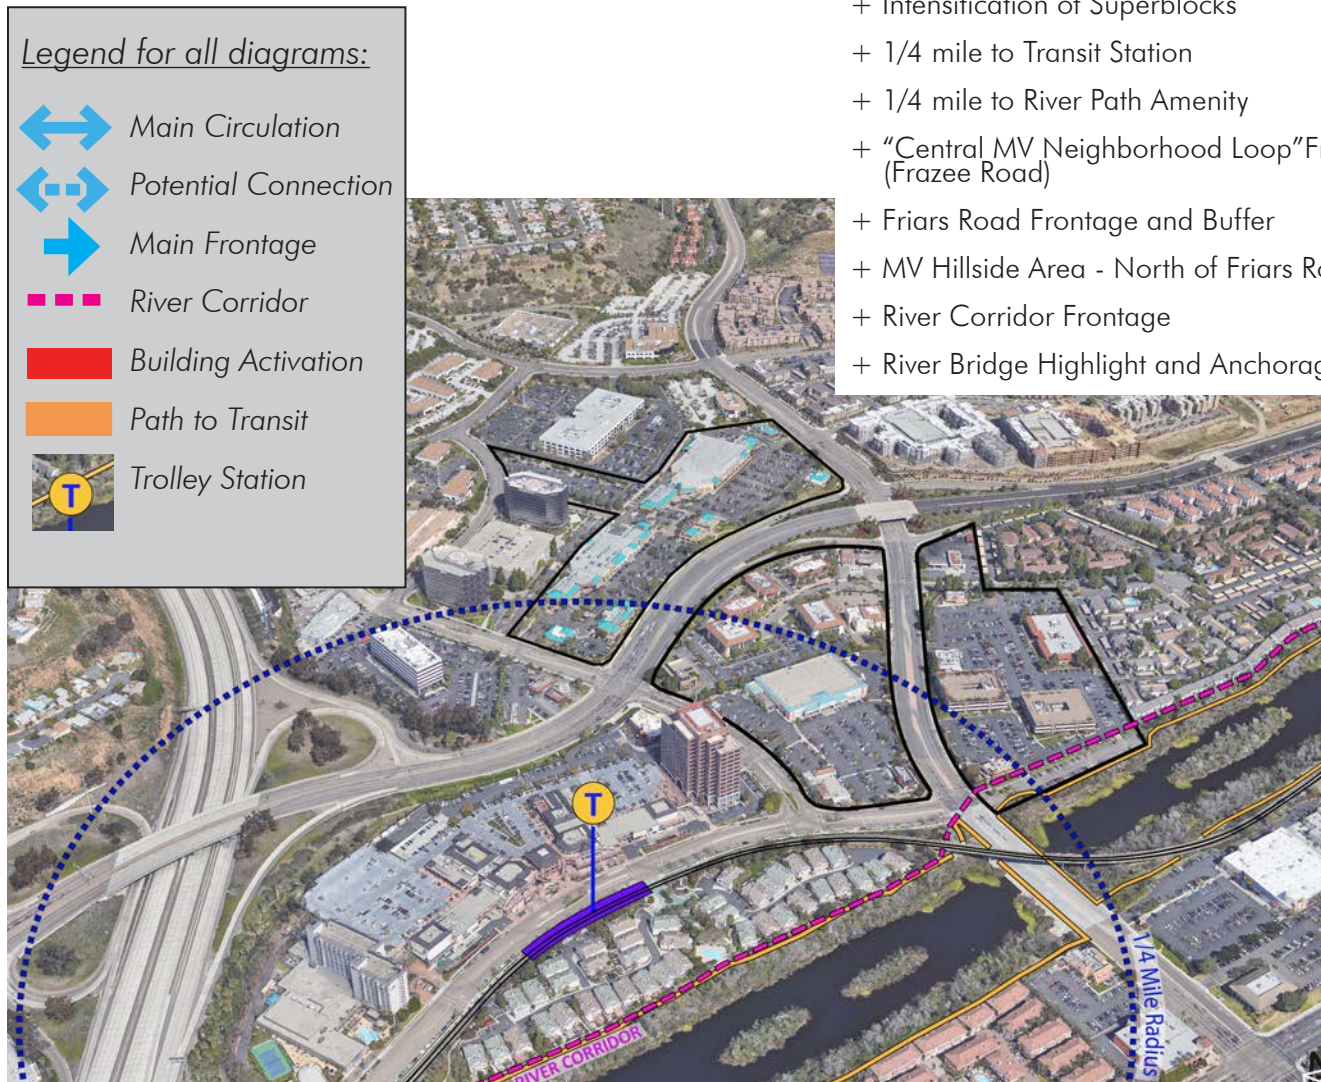 Legend for all diagrams:
Main Circulation
Potential Connection
Main Frontage
River Corridor
Building Activation
Path to Transit
T
Trolley Station
+ Intensification of Superblocks
+ 1/4 mile to Transit Station
+ 1/4 mile to River Path Amenity
+ “Central MV Neighborhood Loop”Fr
(Frazee Road)
+ Friars Road Frontage and Buffer
+ MV Hillside Area - North of Friars Ro
+ River Corridor Frontage
+ River Bridge Highlight and Anchorag
T
RIVER CORRIDOR
1/4 Mile Radius